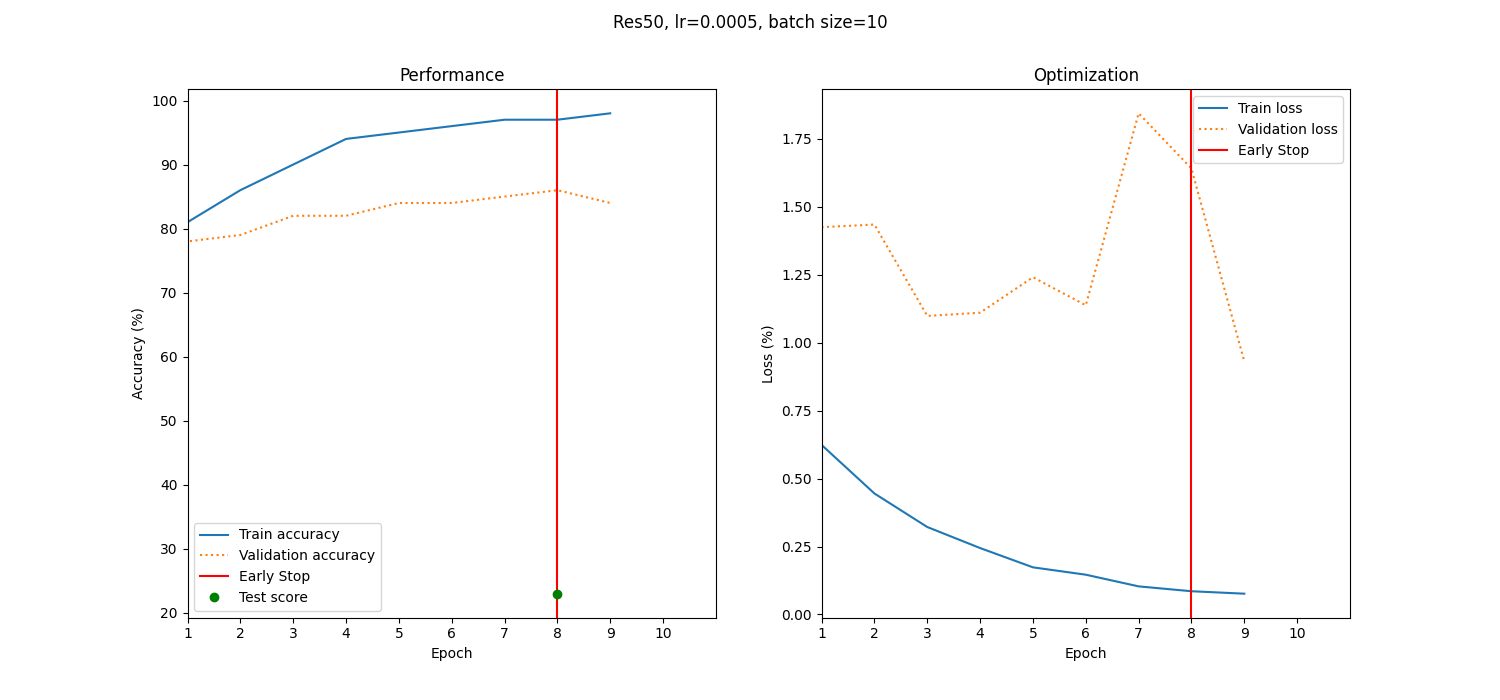 Res50, lr=0.0005, batch size=10
Performance
100
90
80
70
60
50
40
30
20
Accuracy (%)
Train accuracy
Validation accuracy
Early Stop
Test score
1 2 3 4 5 6 7 8 9 10
Epoch
Optimization
1.75
1.50
1.25
1.00
0.75
0.50
0.25
0.00
Loss (%)
Train loss
Validation loss
Early Stop
1 2 3 4 5 6 7 8 9 10
Epoch